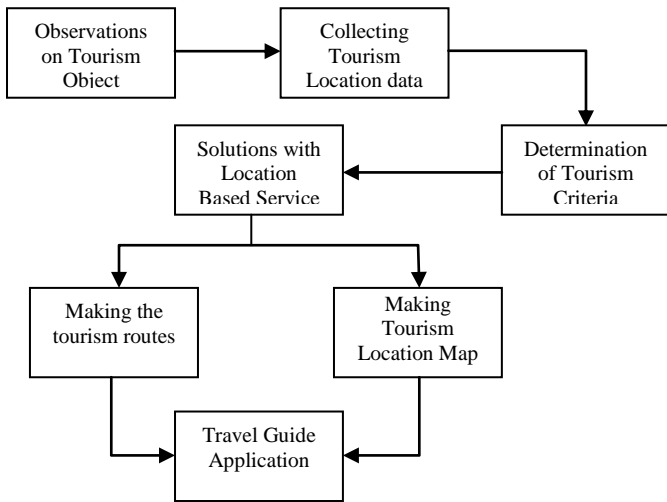 Observations
on Tourism
Object
Collecting
Tourism
Location data
Solutions with
Location
Based Service
Determination
of Tourism
Criteria
Making the
tourism routes
Making
Tourism
Location Map
Travel Guide
Application